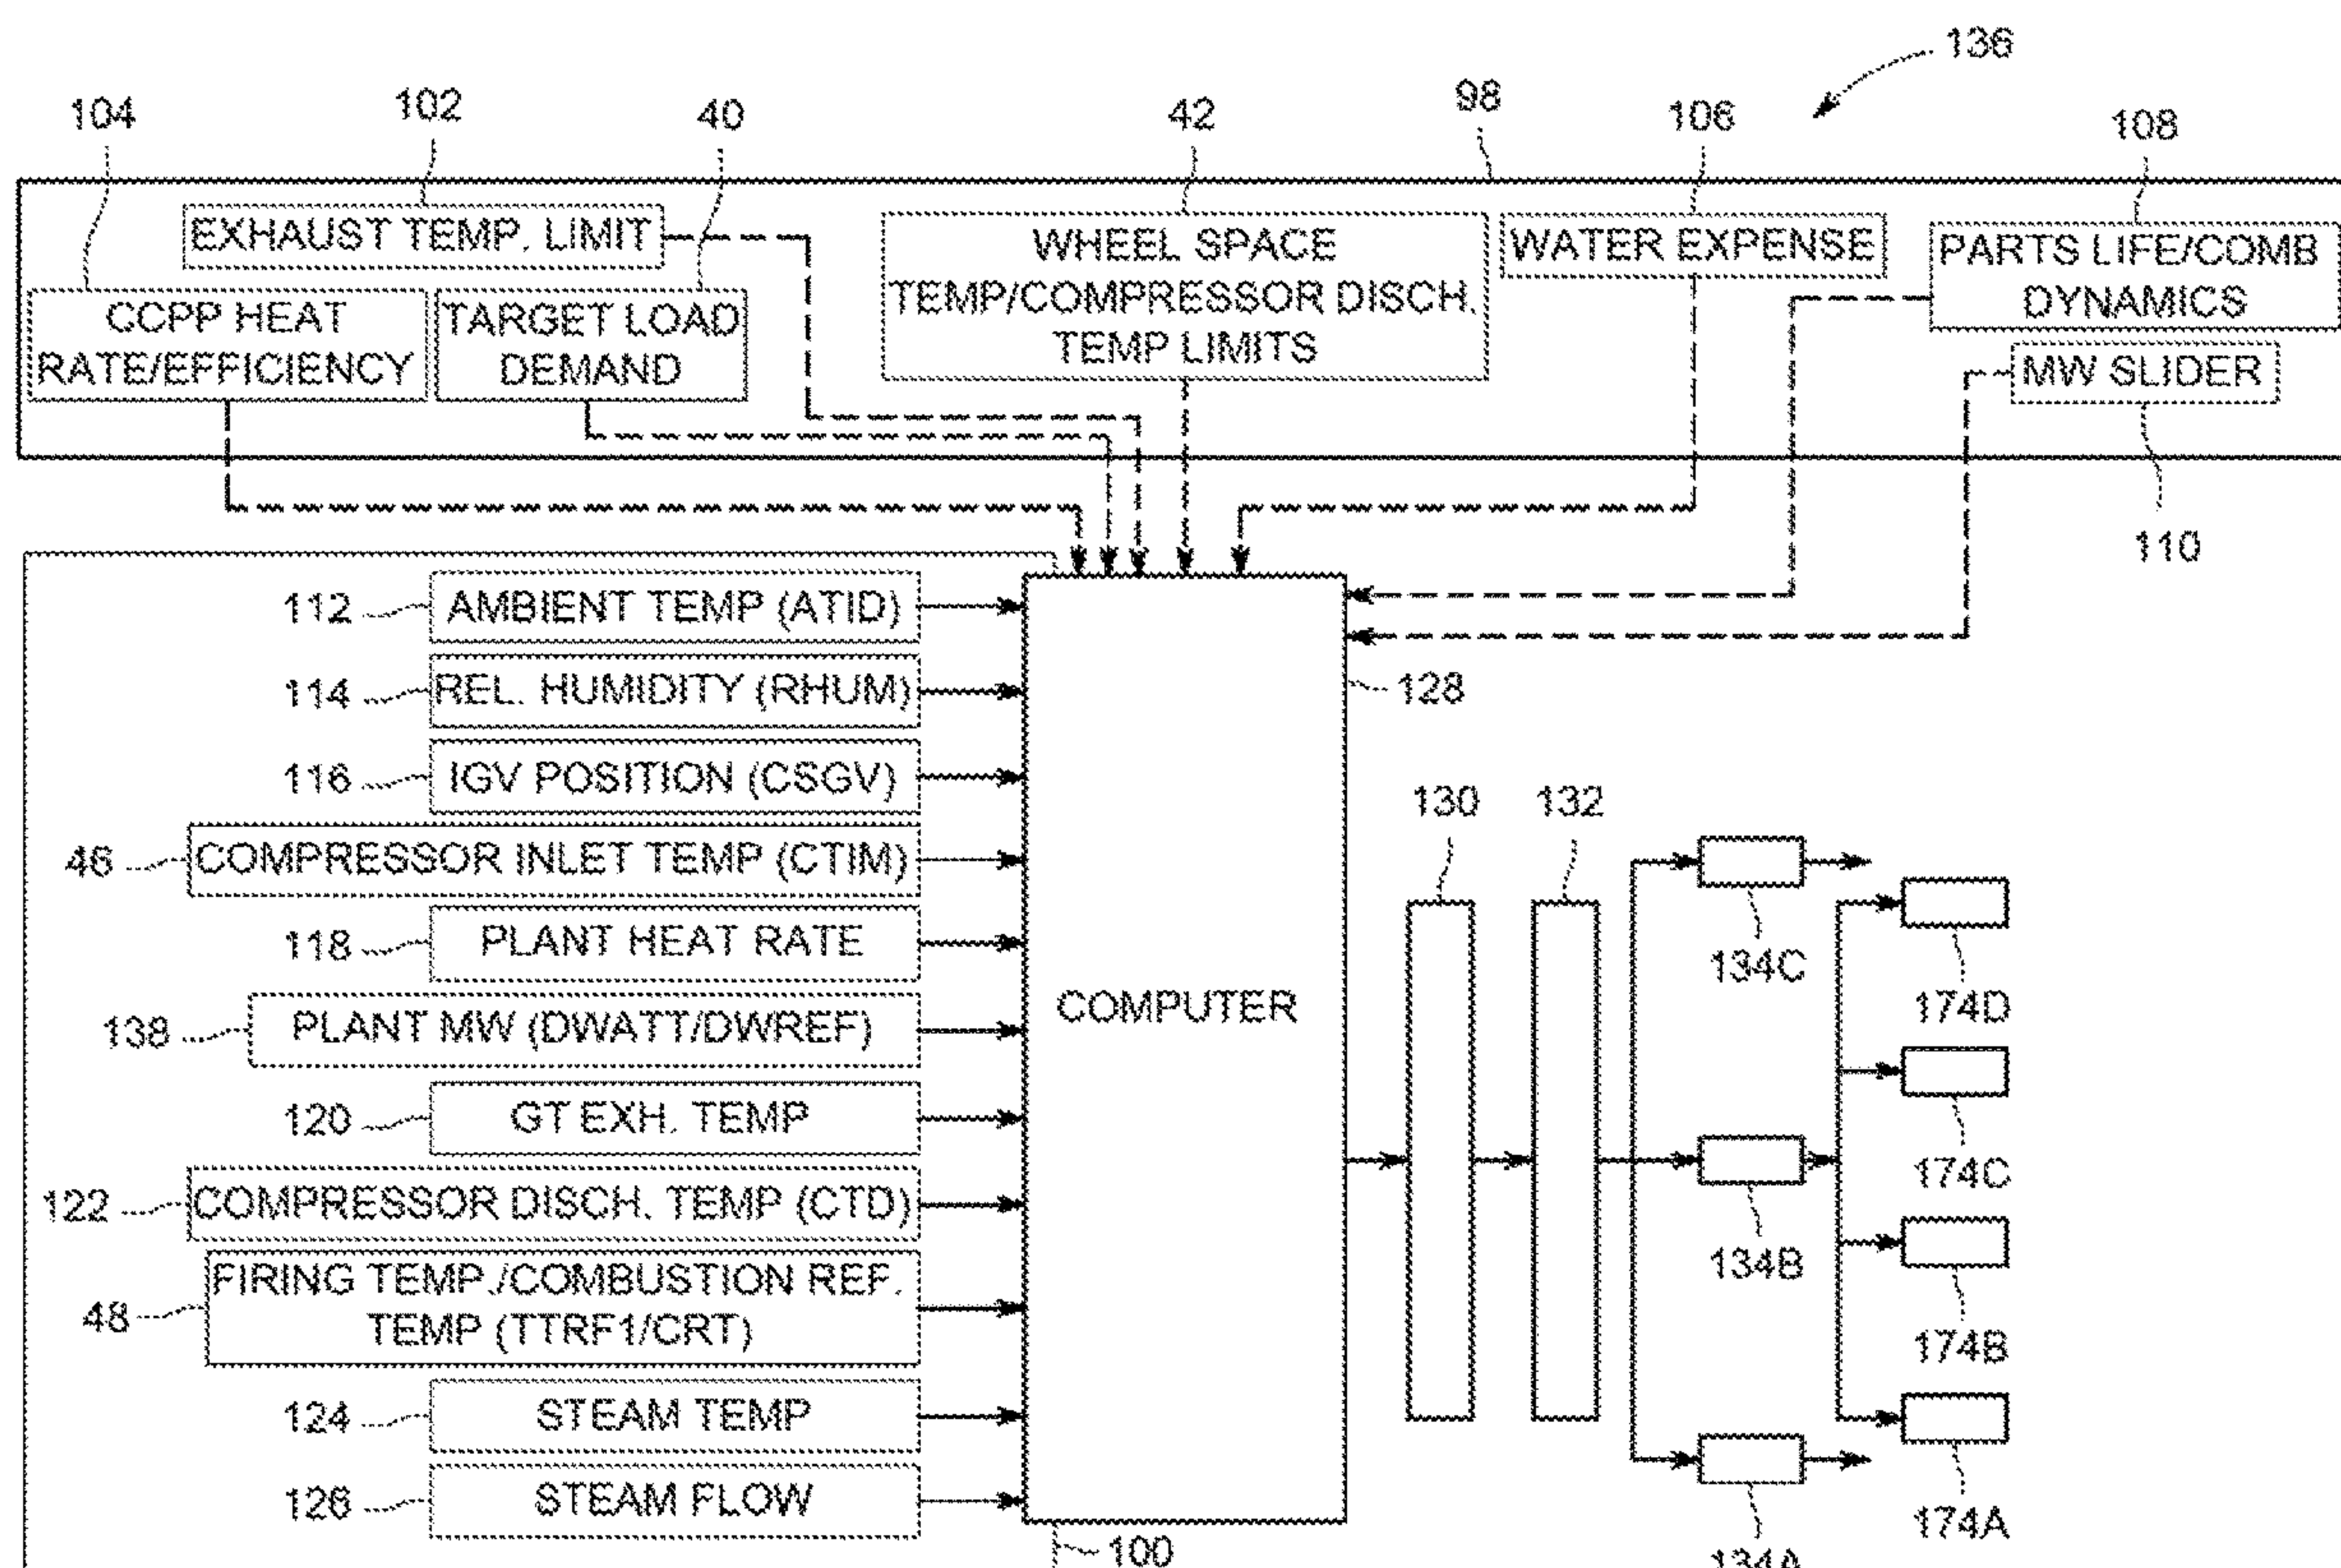 136
104
102
40
42
98
106
108
EXHAUST TEMP. LIMIT
WHEEL SPACE
TEMP/COMPRESSOR DISCH.
TEMP LIMITS
WATER EXPENSE
PARTS LIFE/COMB
DYNAMICS
CCPP HEAT
RATE/EFFICIENCY
TARGET LOAD
DEMAND
MW SLIDER
110
112
AMBIENT TEMP (ATID)
114
REL. HUMIDITY (RHUM)
128
116
IGV POSITION (CSGV)
130
132
46
COMPRESSOR INLET TEMP (CTIM)
118
PLANT HEAT RATE
134C
138
PLANT MW (DWATT/DWREF)
COMPUTER
174D
120
GT EXH. TEMP
174C
122
COMPRESSOR DISCH. TEMP (CTD)
134B
48
FIRING TEMP./COMBUSTION REF.
TEMP (TTRF1/CRT)
174B
124
STEAM TEMP
126
STEAM FLOW
174A
100
134A